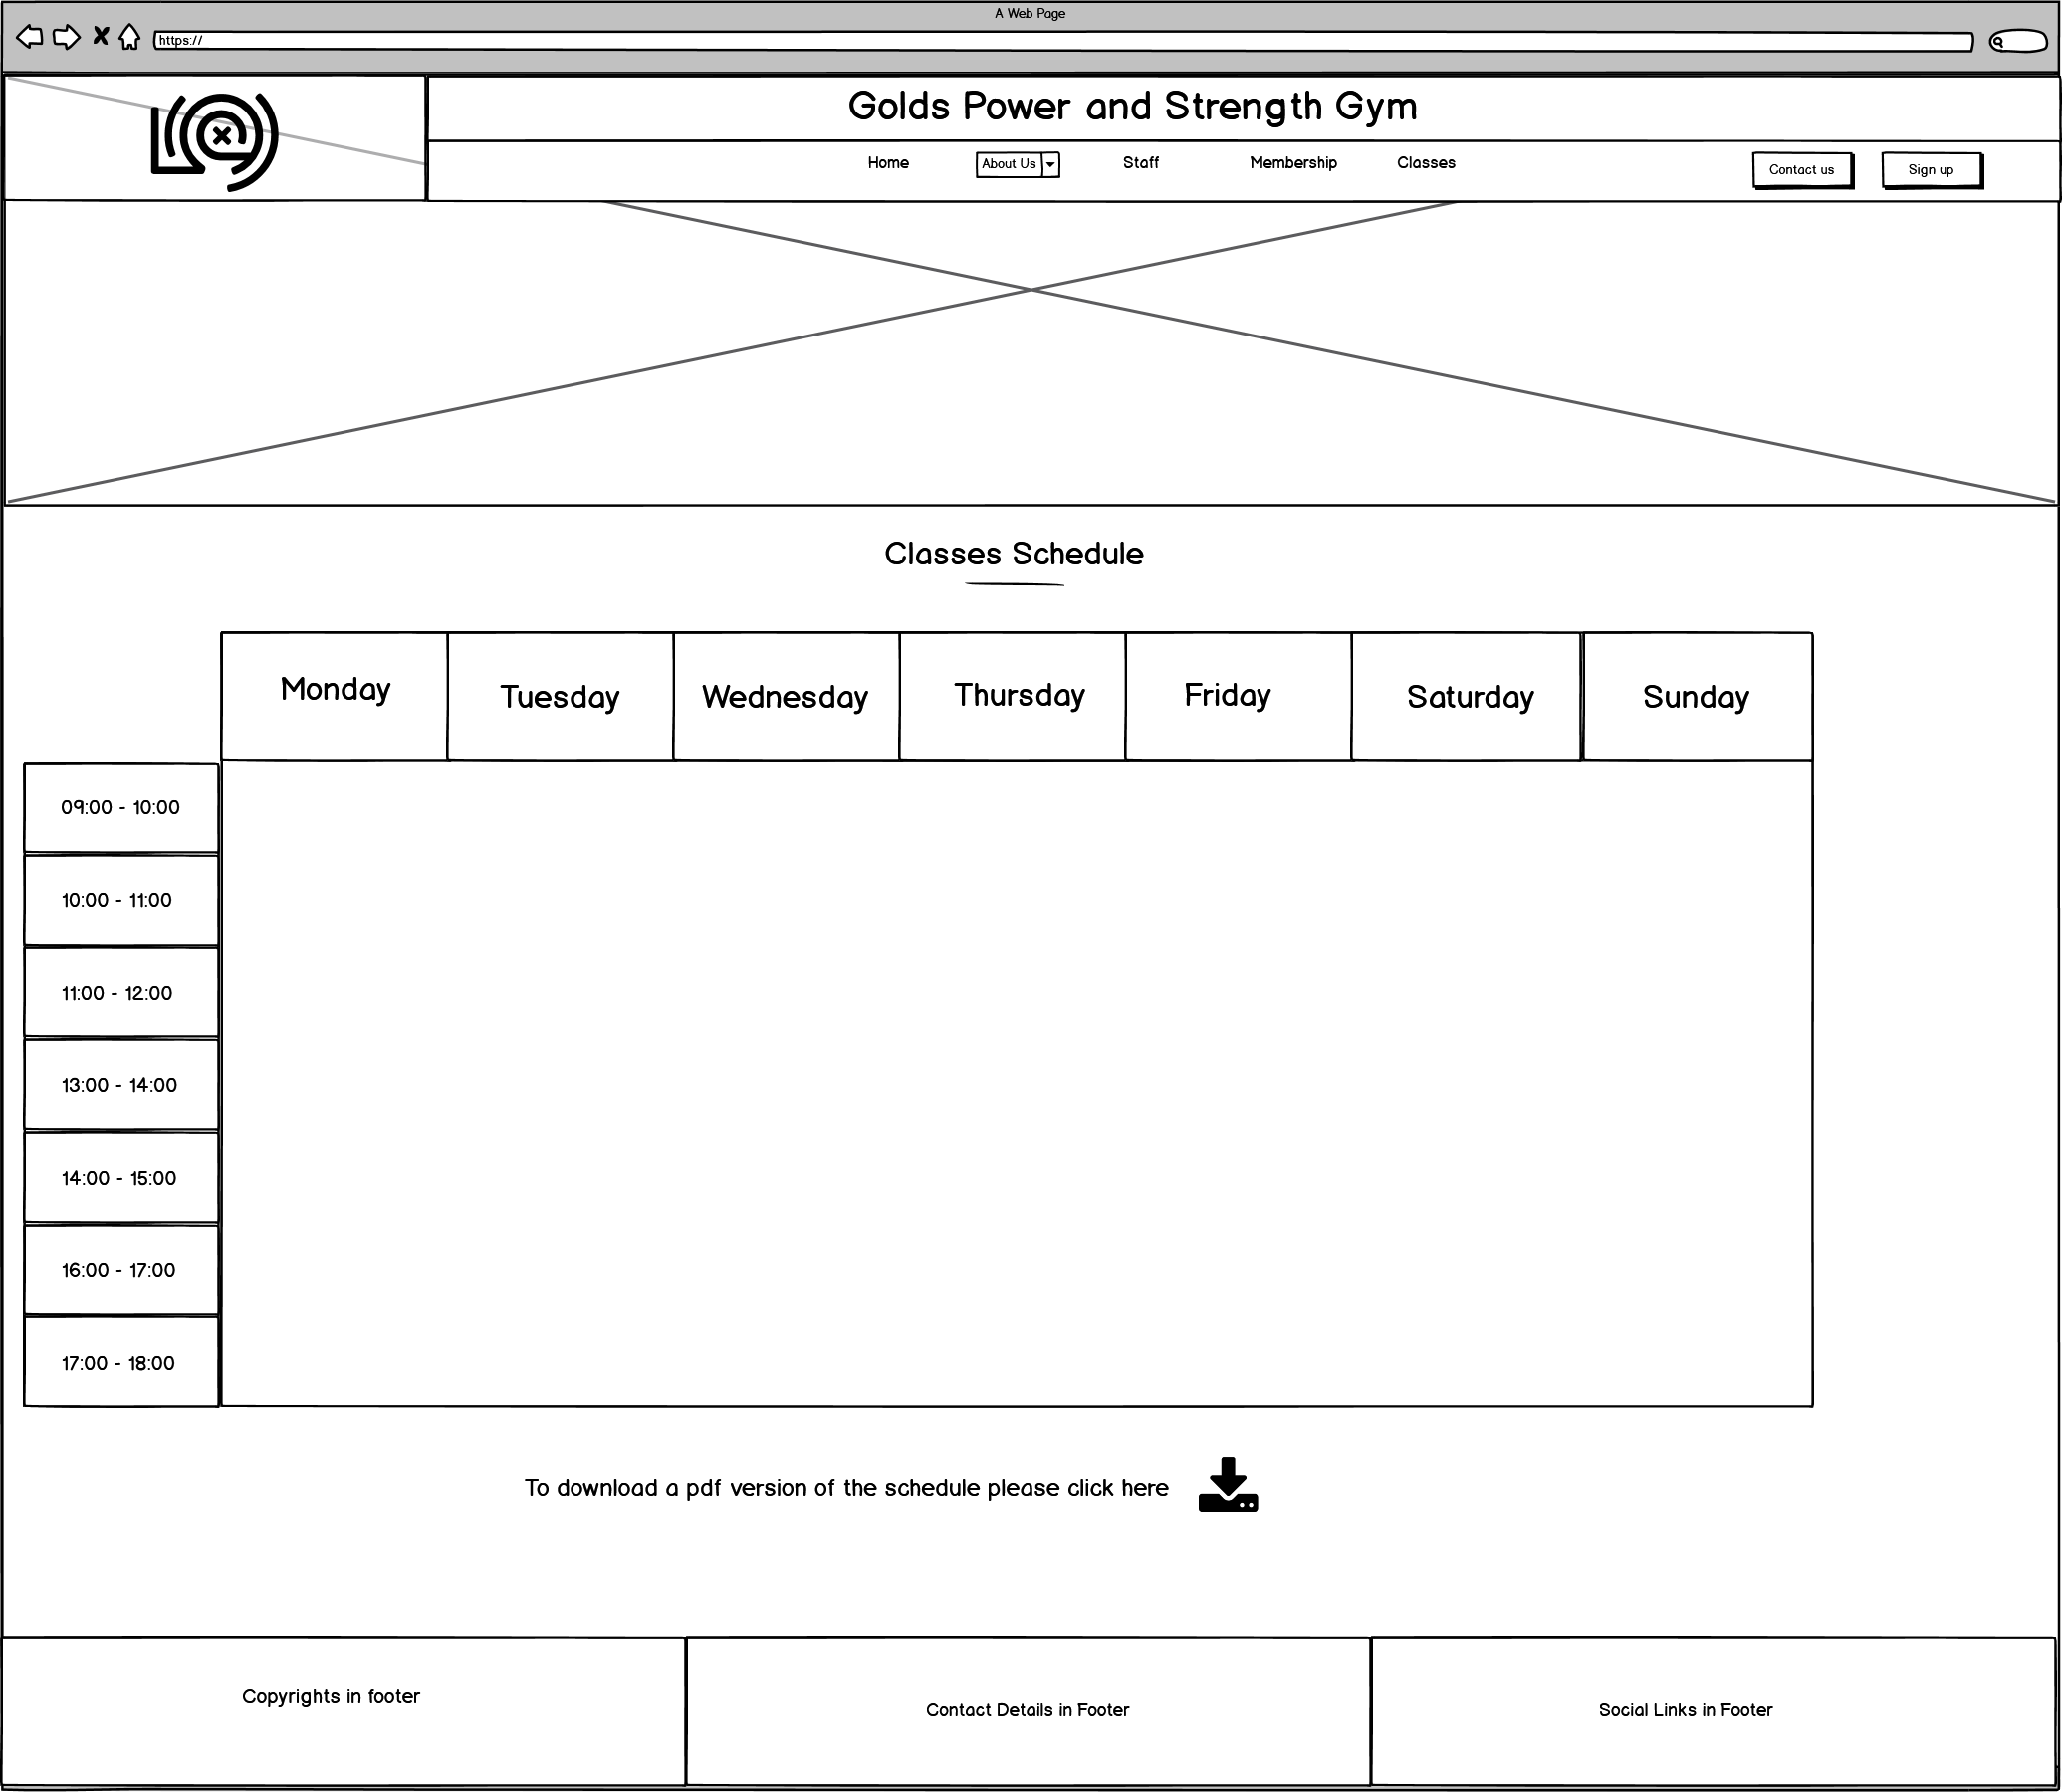 A Web Page
https://
Golds Power and Strength Gym
Home About Us Staff Membership Classes Contact us Sign up
Classes Schedule
Monday Tuesday Wednesday Thursday Friday Saturday Sunday
09:00 - 10:00
10:00 - 11:00
11:00 - 12:00
13:00 - 14:00
14:00 - 15:00
16:00 - 17:00
17:00 - 18:00
To download a pdf version of the schedule please click here
Copyrights in footer
Contact Details in Footer
Social Links in Footer